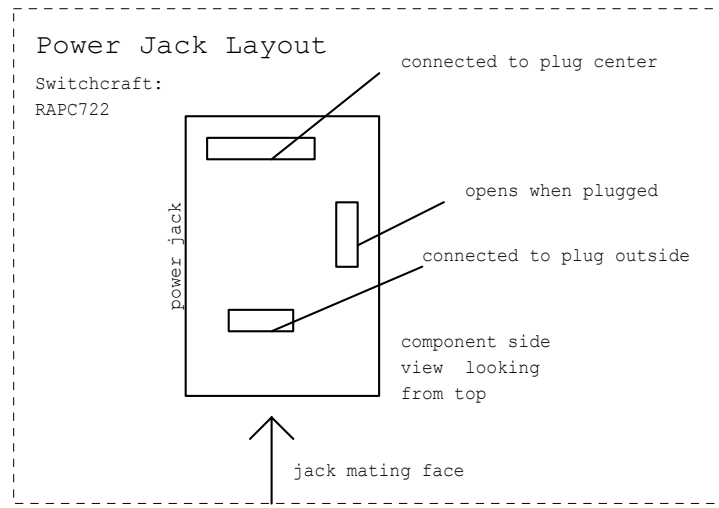 Power Jack Layout
Switchcraft:
RAPC722
connected to plug center
opens when plugged
power jack
connected to plug outside
component side
view looking
from top
jack mating face